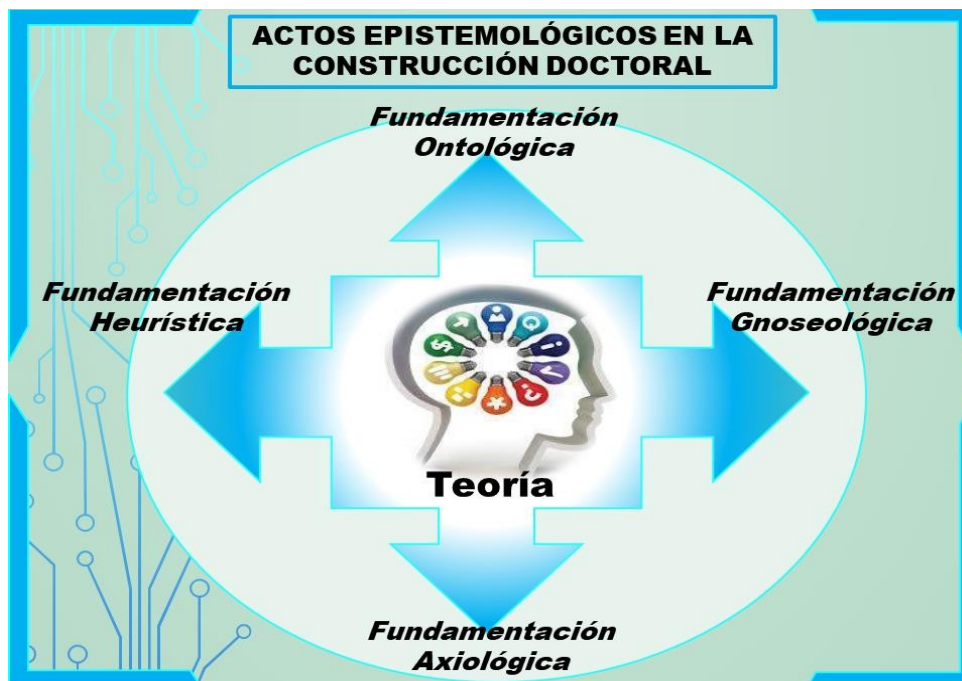 ACTOS EPISTEMOLÓGICOS EN LA
CONSTRUCCIÓN DOCTORAL
Fundamentación
Ontológica
Fundamentación
Heurística
Fundamentación
Gnoseológica
Teoría
Fundamentación
Axiológica